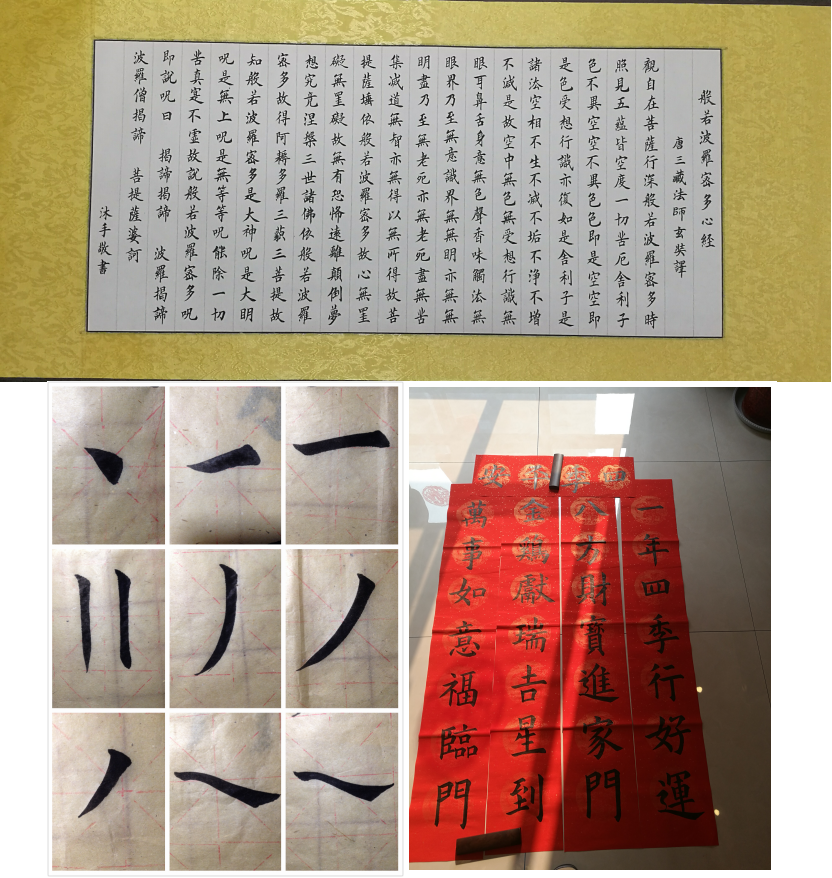 般若波羅密多心經
唐三藏法師玄奘譯
觀自在菩薩行深般若波羅密多時
照見五蘊皆空度一切苦厄舍利子
色不異空空不異色色即是空空即
是色受想行識亦復如是舍利子是
諸法空相不生不滅不垢不淨不增
不減是故空中無色無受想行識無
眼耳鼻舌身意無色聲香味觸法無
眼界乃至無意識界無無明亦無無
明盡乃至無老死亦無老死盡無苦
集滅道無智亦無得以無所得故菩
提薩埵依般若波羅密多故心無罣
礙無罣礙故無有恐怖遠離顛倒夢
想究竟涅槃三世諸佛依般若波羅
密多故得阿耨多羅三藐三菩提故
知般若波羅密多是大神呪是大明
呪是無上呪是無等等呪能除一切
苦真實不虛故說般若波羅密多呪
即說呪曰 揭諦揭諦 波羅揭諦
波羅僧揭諦 菩提薩婆訶
沐手敬書
四季平安
一年四季行好運
八方財寶進家門
金鷄獻瑞吉星到
萬事如意福臨門